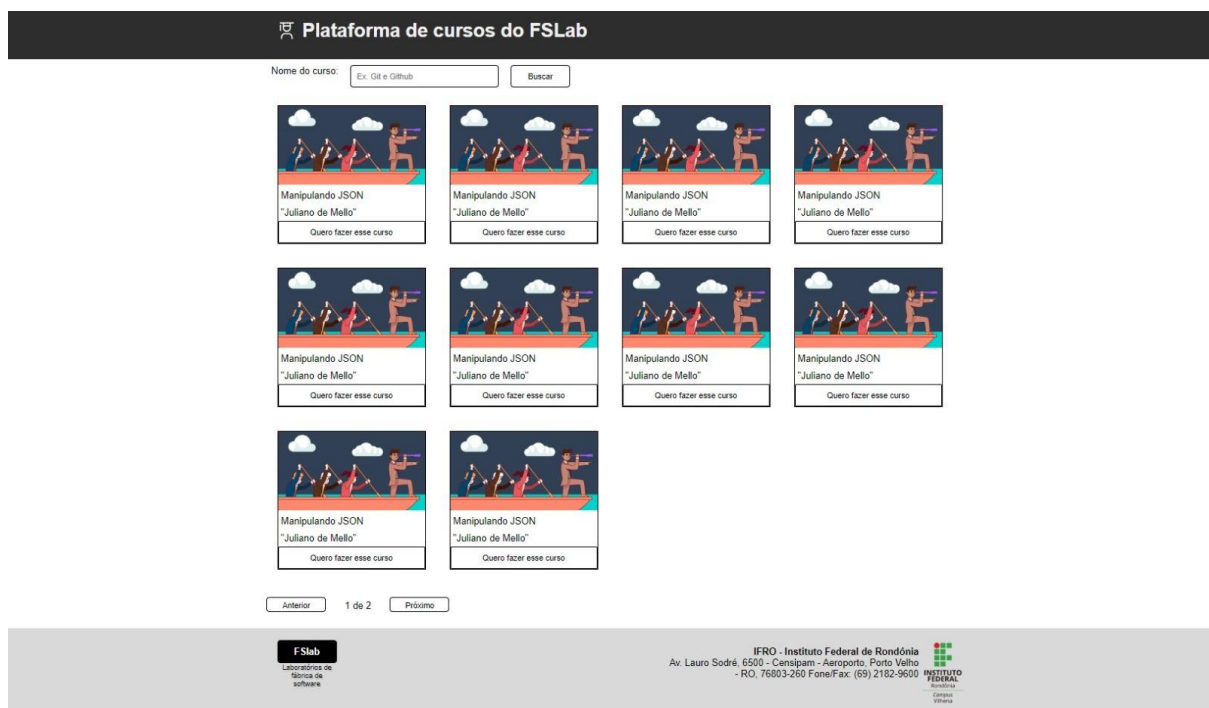 Plataforma de cursos do FSLab
Nome do curso: Ex. Git e Github Buscar
Manipulando JSON
"Juliano de Mello"
Quero fazer esse curso
Manipulando JSON
"Juliano de Mello"
Quero fazer esse curso
Manipulando JSON
"Juliano de Mello"
Quero fazer esse curso
Manipulando JSON
"Juliano de Mello"
Quero fazer esse curso
Manipulando JSON
"Juliano de Mello"
Quero fazer esse curso
Manipulando JSON
"Juliano de Mello"
Quero fazer esse curso
Manipulando JSON
"Juliano de Mello"
Quero fazer esse curso
Manipulando JSON
"Juliano de Mello"
Quero fazer esse curso
Manipulando JSON
"Juliano de Mello"
Quero fazer esse curso
Manipulando JSON
"Juliano de Mello"
Quero fazer esse curso
Anterior 1 de 2 Próximo
FSlab
Laboratórios de
fábrica de
software
IFRO - Instituto Federal de Rondônia
Av. Lauro Sodré, 6500 - Censipam - Aeroporto, Porto Velho
- RO, 76803-260 Fone/Fax: (69) 2182-9600
INSTITUTO
FEDERAL
Rondônia
Campus
Vilhena